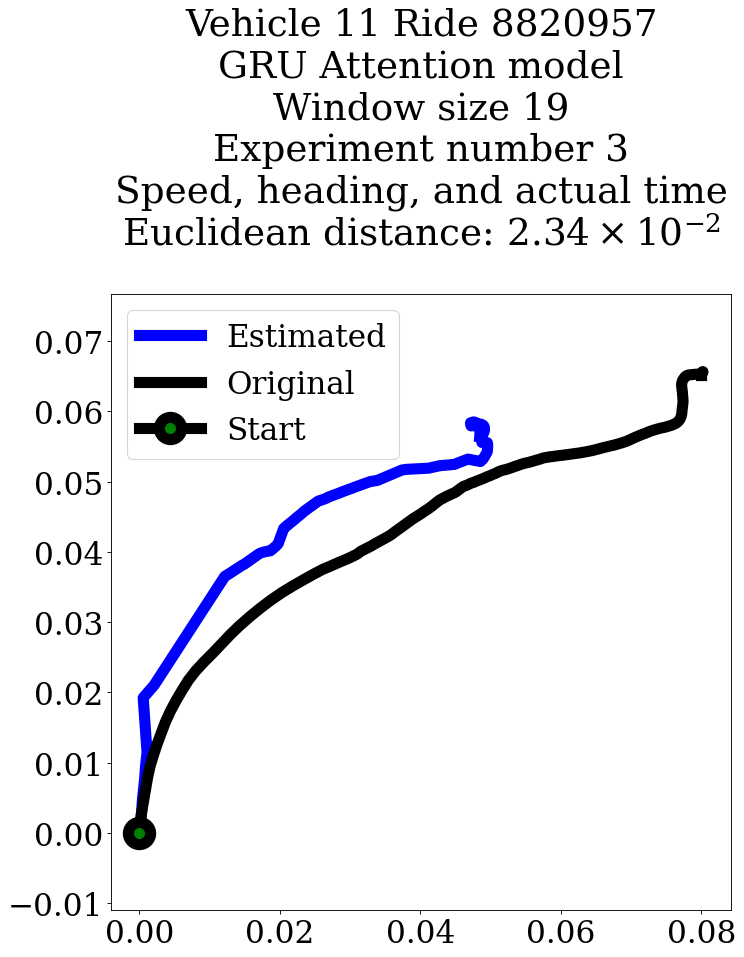 Vehicle 11 Ride 8820957
GRU Attention model
Window size 19
Experiment number 3
Speed, heading, and actual time
Euclidean distance: 2.34 × 10⁻²
Estimated
Original
Start
0.07
0.06
0.05
0.04
0.03
0.02
0.01
0.00
−0.01
0.00 0.02 0.04 0.06 0.08